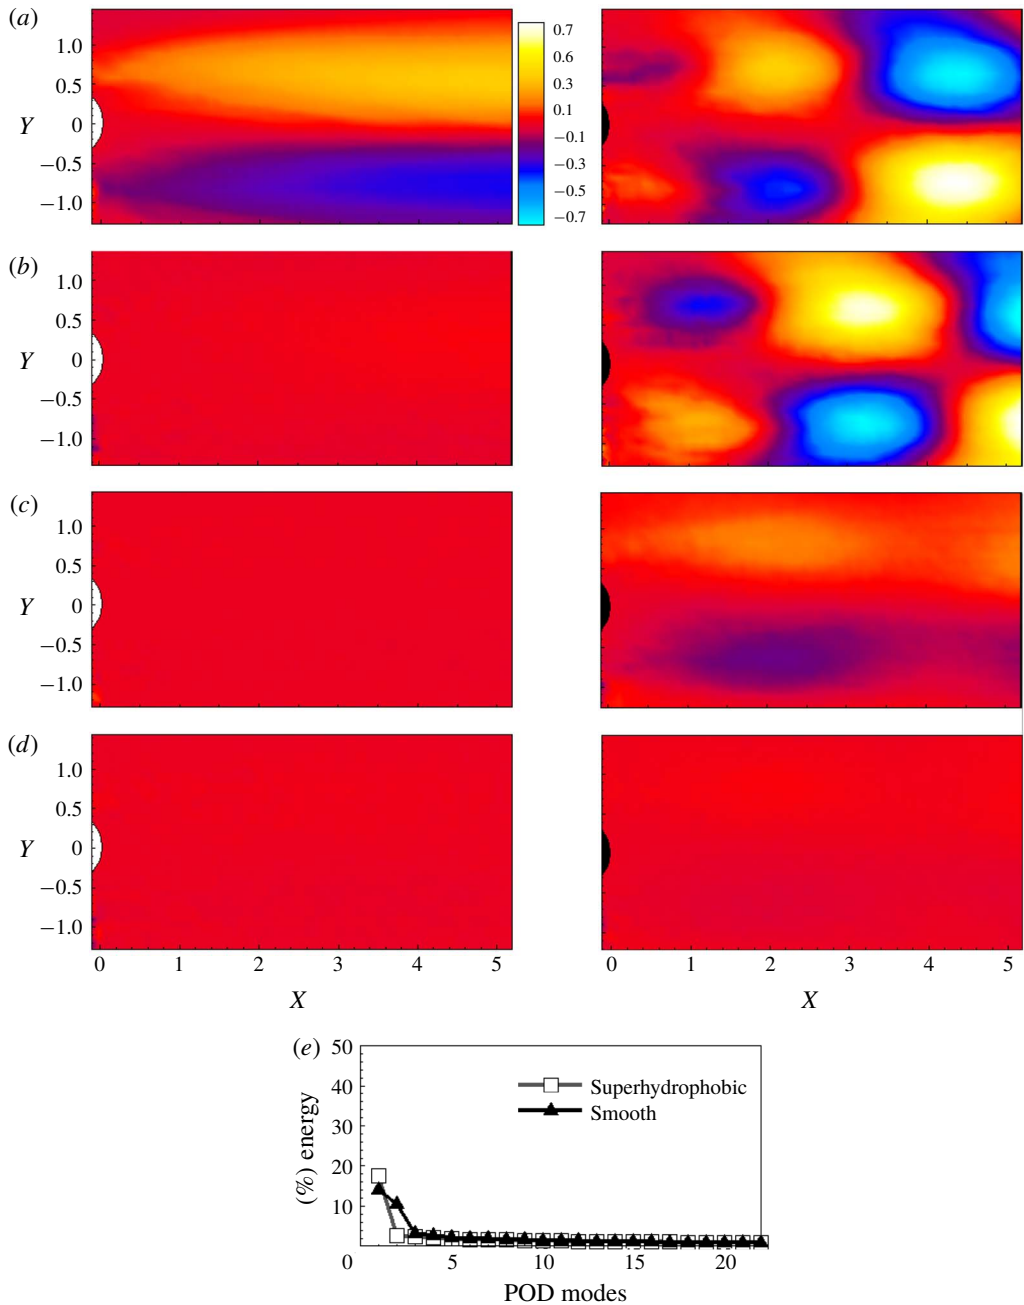 (a)
1.0
0.5
Y 0
−0.5
−1.0
0.7
0.6
0.3
0.1
−0.1
−0.3
−0.5
−0.7
(b)
1.0
0.5
Y 0
−0.5
−1.0
(c)
1.0
0.5
Y 0
−0.5
−1.0
(d)
1.0
0.5
Y 0
−0.5
−1.0
0 1 2 3 4 5
X
0 1 2 3 4 5
X
(e)
50
40
30
20
10
0
(%) energy
Superhydrophobic
Smooth
5 10 15 20
POD modes